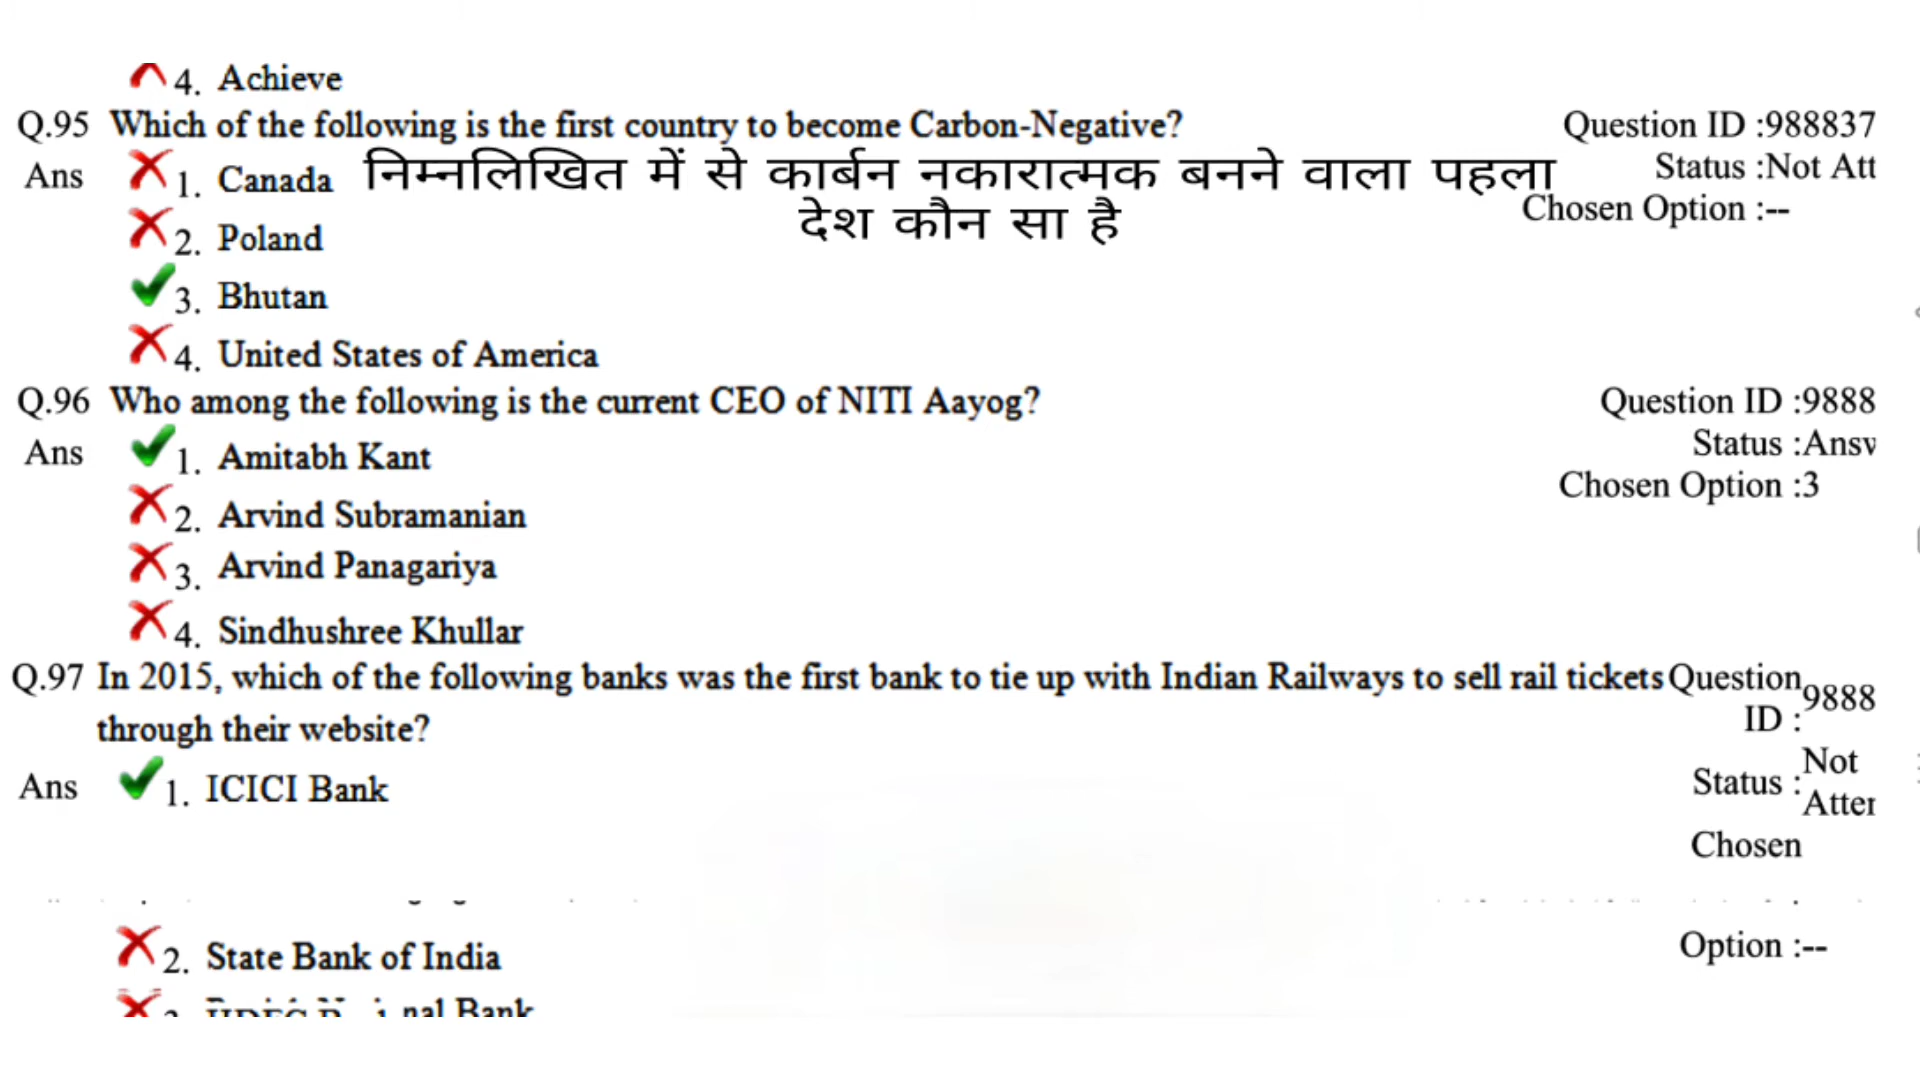 4. Achieve
Q.95 Which of the following is the first country to become Carbon-Negative?
Question ID :988837
Status :Not Att
Chosen Option :--
Ans 1. Canada
निम्नलिखित में से कार्बन नकारात्मक बनने वाला पहला
देश कौन सा है
2. Poland
3. Bhutan
4. United States of America
Q.96 Who among the following is the current CEO of NITI Aayog?
Question ID :9888
Status :Answ
Chosen Option :3
Ans 1. Amitabh Kant
2. Arvind Subramanian
3. Arvind Panagariya
4. Sindhushree Khullar
Q.97 In 2015, which of the following banks was the first bank to tie up with Indian Railways to sell rail tickets
through their website?
Question
ID : 9888
Status : Not
Atter
Chosen
Option :--
Ans 1. ICICI Bank
2. State Bank of India
nal Bank